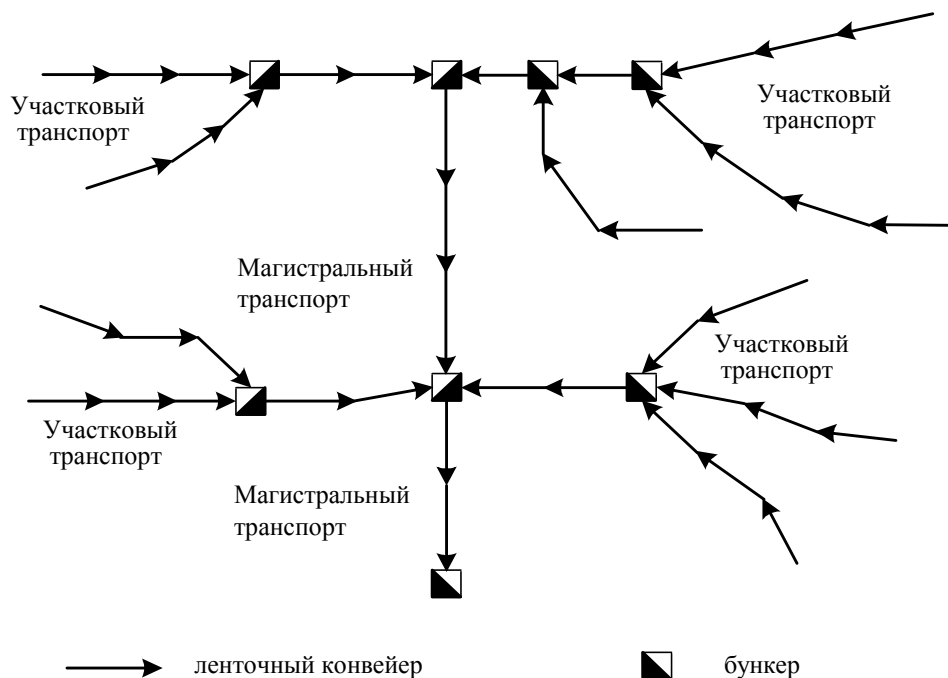 Участковый
транспорт
Участковый
транспорт
Магистральный
транспорт
Участковый
транспорт
Участковый
транспорт
Магистральный
транспорт
ленточный конвейер
бункер